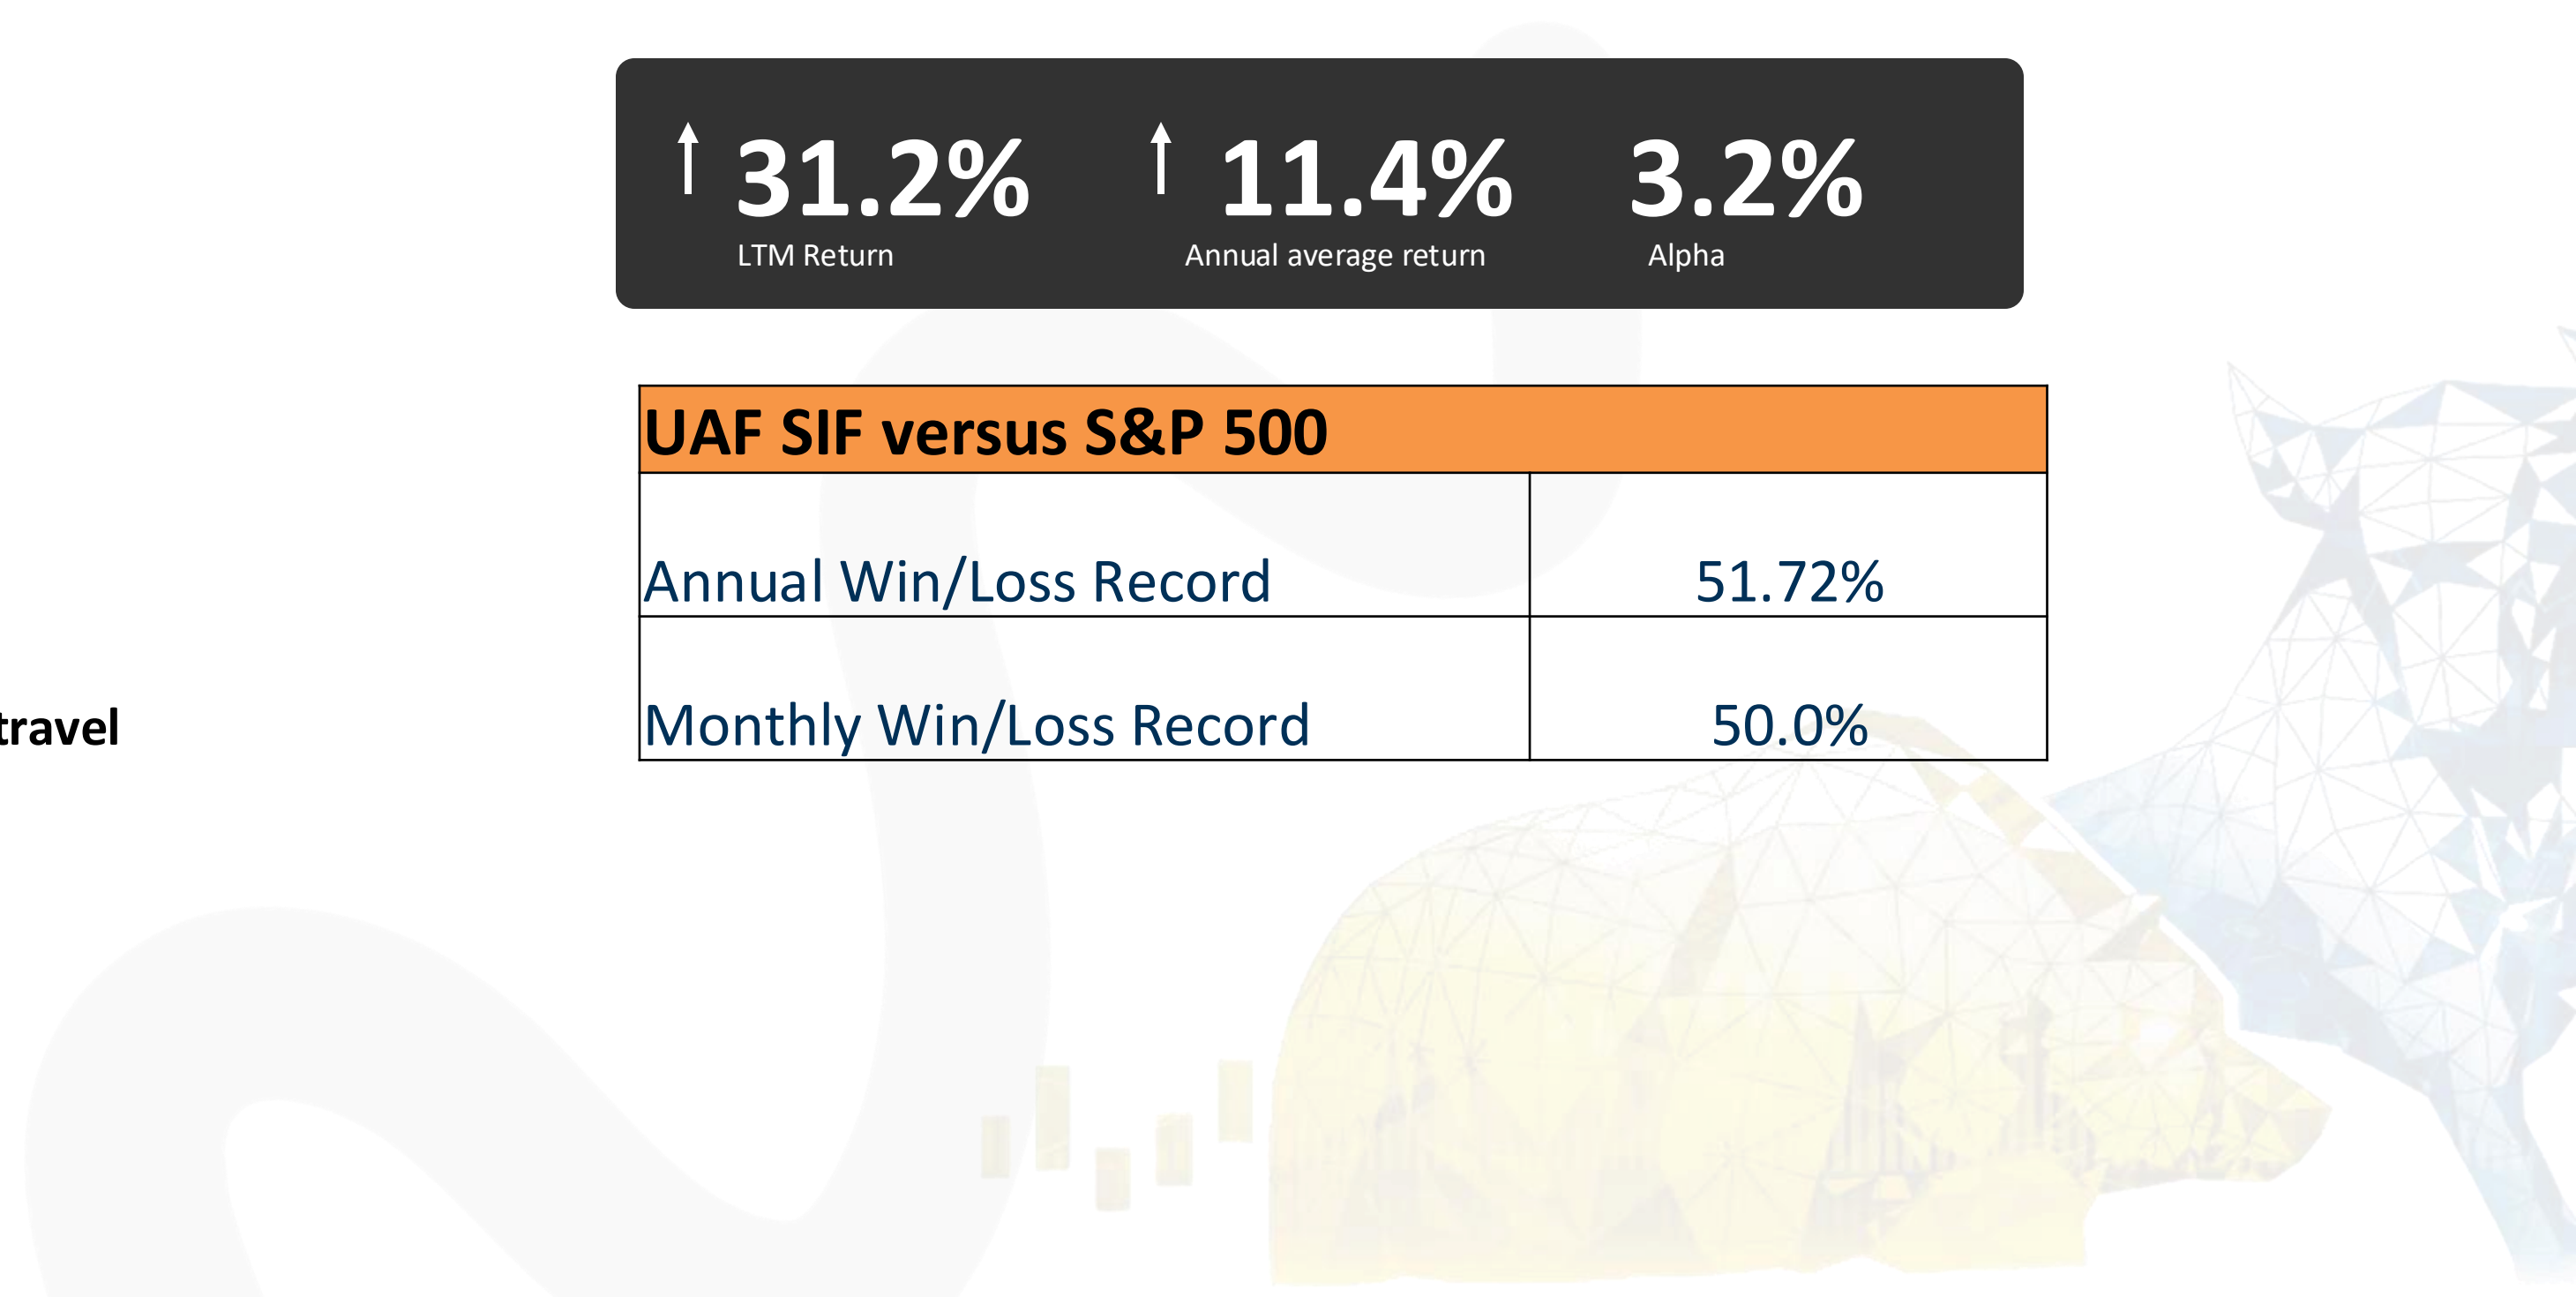 31.2% 11.4% 3.2%
LTM Return Annual average return Alpha
UAF SIF versus S&P 500
Annual Win/Loss Record 51.72%
travel
Monthly Win/Loss Record 50.0%